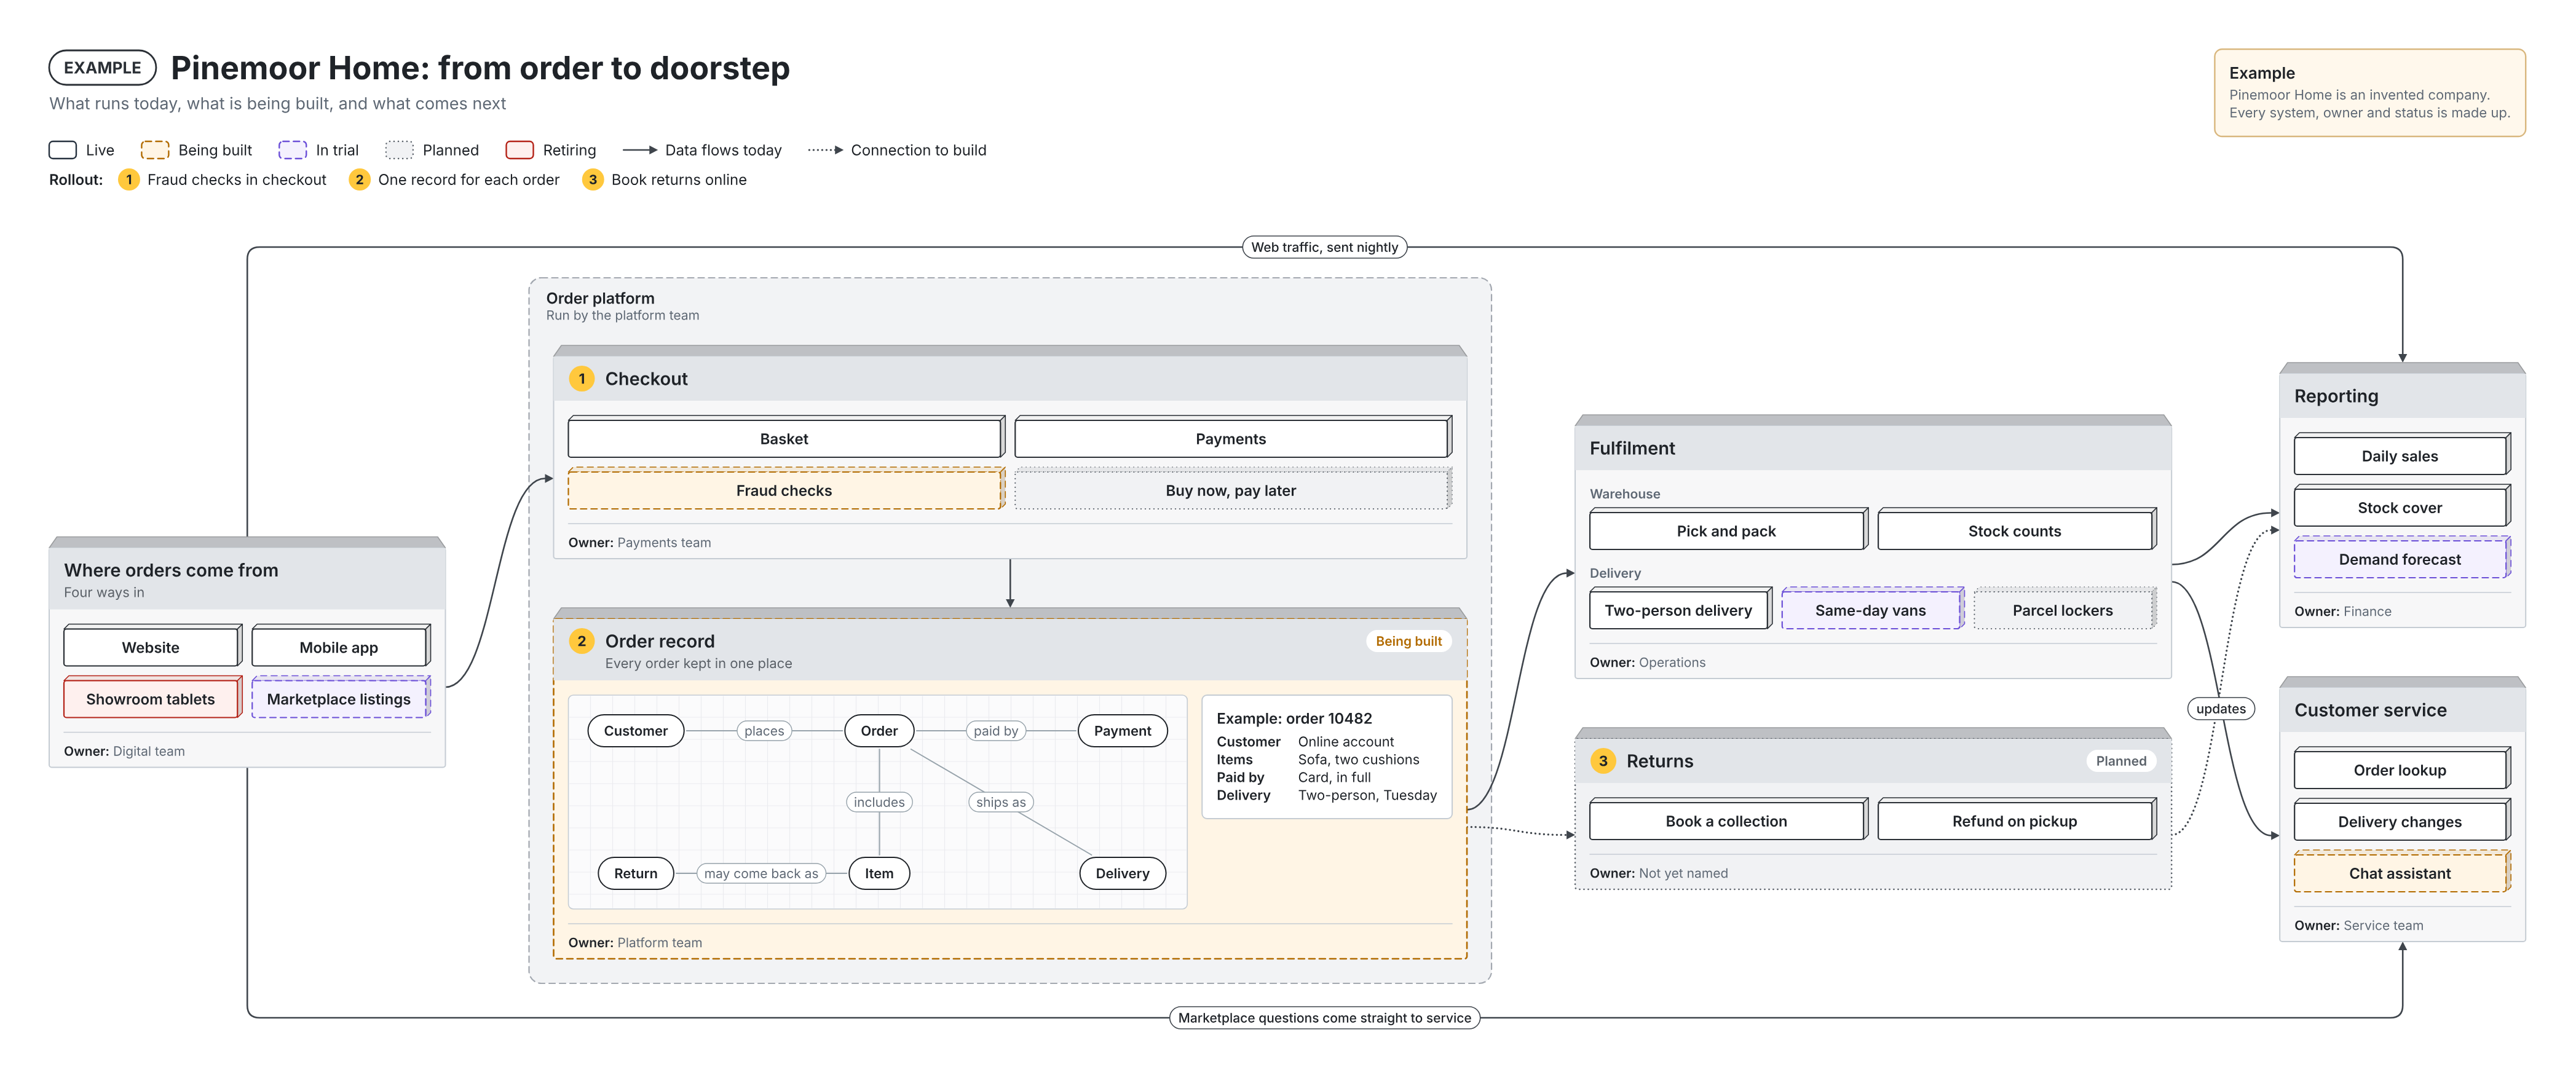 EXAMPLE
Pinemoor Home: from order to doorstep
What runs today, what is being built, and what comes next
Example
Pinemoor Home is an invented company.
Every system, owner and status is made up.
Live
Being built
In trial
Planned
Retiring
Data flows today
Connection to build
Rollout:
1 Fraud checks in checkout
2 One record for each order
3 Book returns online
Web traffic, sent nightly
Where orders come from
Four ways in
Website
Mobile app
Showroom tablets
Marketplace listings
Owner: Digital team
Order platform
Run by the platform team
1 Checkout
Basket
Payments
Fraud checks
Buy now, pay later
Owner: Payments team
2 Order record
Being built
Every order kept in one place
Customer
places
Order
paid by
Payment
includes
ships as
Return
may come back as
Item
Delivery
Example: order 10482
Customer Online account
Items Sofa, two cushions
Paid by Card, in full
Delivery Two-person, Tuesday
Owner: Platform team
Fulfilment
Warehouse
Pick and pack
Stock counts
Delivery
Two-person delivery
Same-day vans
Parcel lockers
Owner: Operations
3 Returns
Planned
Book a collection
Refund on pickup
Owner: Not yet named
updates
Reporting
Daily sales
Stock cover
Demand forecast
Owner: Finance
Customer service
Order lookup
Delivery changes
Chat assistant
Owner: Service team
Marketplace questions come straight to service